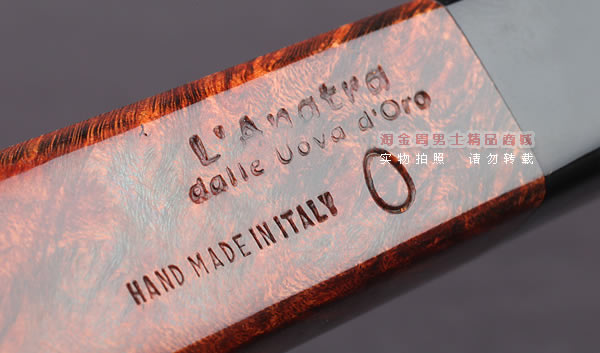 L'Anatra
dalle Uova d'Oro
HAND MADE IN ITALY
淘金阁男士精品商城
实物拍照 请勿转载